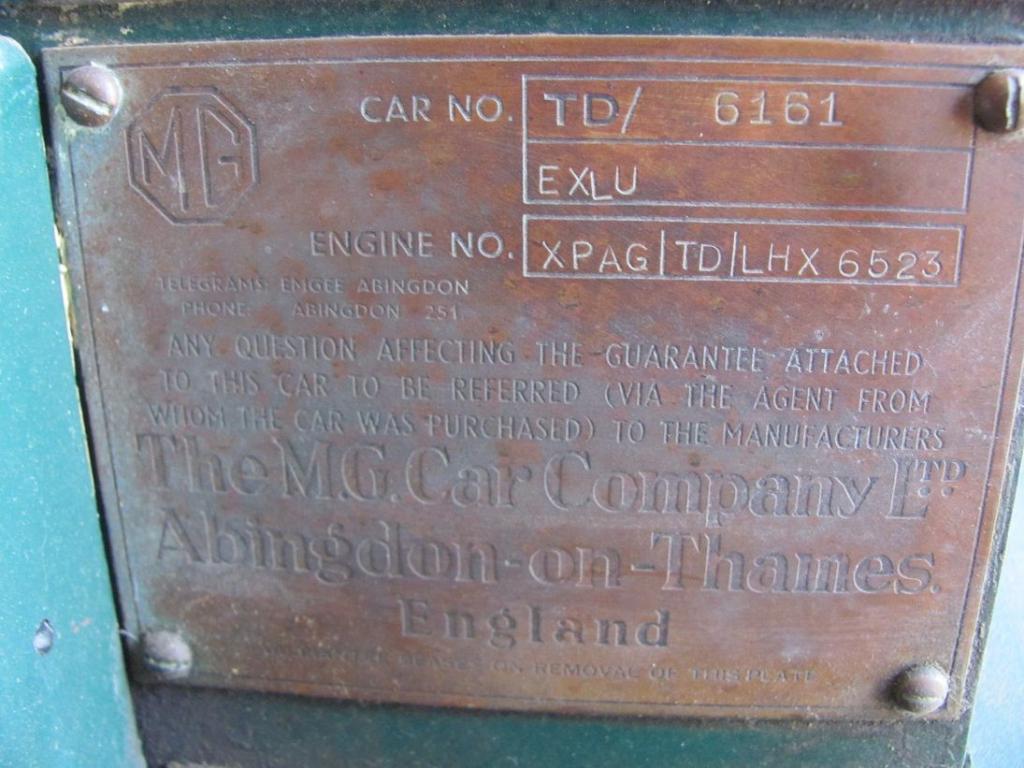 MG
CAR NO. TD/ 6161
EXLU
ENGINE NO. XPAG|TD|LHX 6523
TELEGRAMS: EMGEE ABINGDON
PHONE: ABINGDON 251.
ANY QUESTION AFFECTING THE GUARANTEE ATTACHED
TO THIS CAR TO BE REFERRED (VIA THE AGENT FROM
WHOM THE CAR WAS PURCHASED) TO THE MANUFACTURERS
The M.G. Car Company LTD.
Abingdon-on-Thames.
England
ON REMOVAL OF THIS PLATE